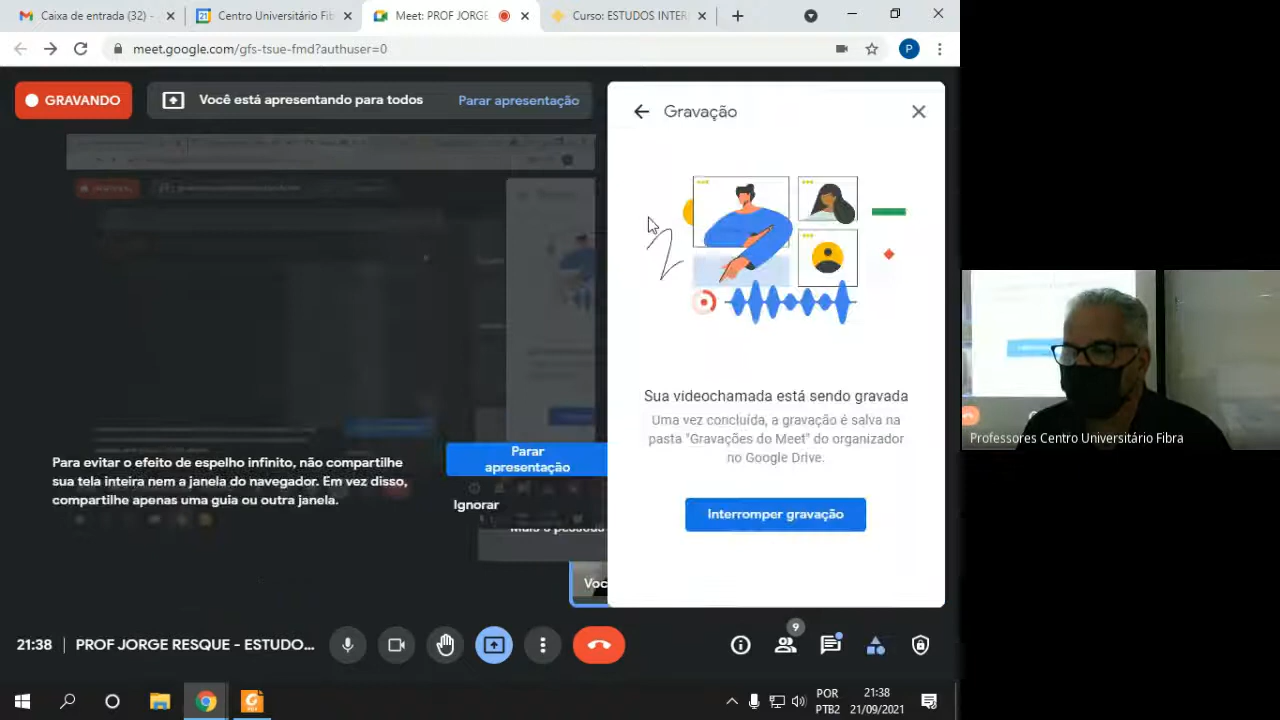 Caixa de entrada (32) -
Centro Universitário Fib
Meet: PROF JORGE
Curso: ESTUDOS INTER
meet.google.com/gfs-tsue-fmd?authuser=0
P
GRAVANDO
Você está apresentando para todos
Parar apresentação
Gravação
Sua videochamada está sendo gravada
Uma vez concluída, a gravação é salva na
pasta "Gravações do Meet" do organizador
no Google Drive.
Interromper gravação
Para evitar o efeito de espelho infinito, não compartilhe
sua tela inteira nem a janela do navegador. Em vez disso,
compartilhe apenas uma guia ou outra janela.
Parar
apresentação
Ignorar
Voc
Professores Centro Universitário Fibra
21:38 | PROF JORGE RESQUE - ESTUDO...
9
POR
PTB2
21:38
21/09/2021